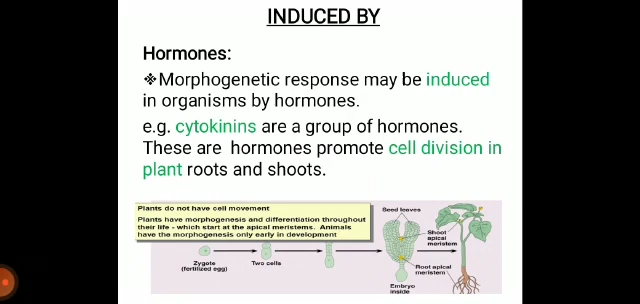 INDUCED BY
Hormones:
❖Morphogenetic response may be induced
in organisms by hormones.
e.g. cytokinins are a group of hormones.
These are hormones promote cell division in
plant roots and shoots.
Plants do not have cell movement
Plants have morphogenesis and differentiation throughout
their life - which start at the apical meristems. Animals
have the morphogenesis only early in development
Seed leaves
Shoot
apical
meristem
Zygote
(fertilized egg)
Two cells
Root apical
meristem
Embryo
inside